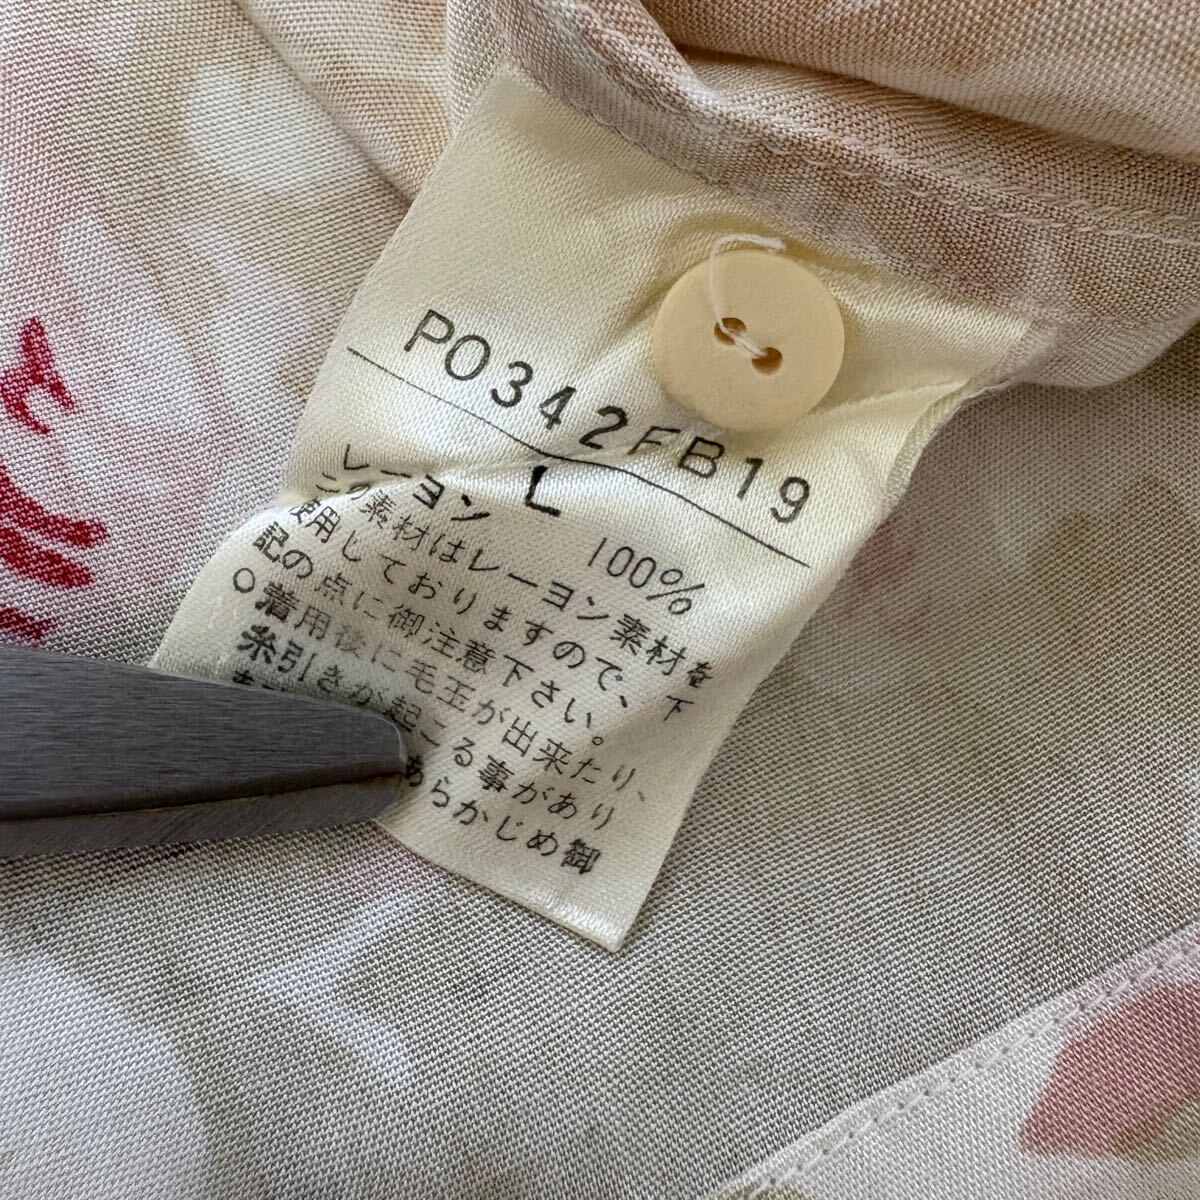 PO342FB19
L
レーヨン 100%
この素材はレーヨン素材を
使用しておりますので、下
記の点に御注意下さい。
○着用後に毛玉が出来たり、
糸引きが起こる事があり
あらかじめ御